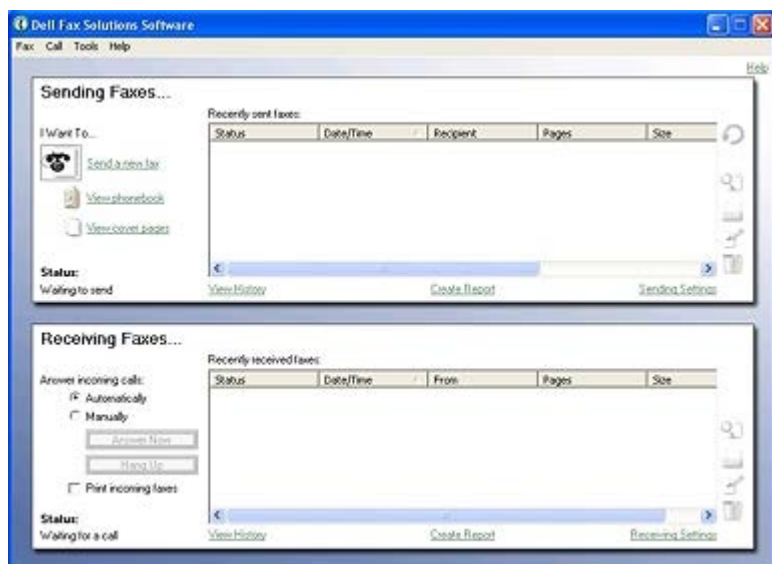 Dell Fax Solutions Software
Fax Call Tools Help
Help
Sending Faxes...
Recently sent faxes:
I Want To...
Status Date/Time Recipient Pages Size
Send a new fax
View phonebook
View cover pages
Status:
Waiting to send
View History Create Report Sending Settings
Receiving Faxes...
Recently received faxes:
Answer incoming calls:
Status Date/Time From Pages Size
Automatically
Manually
Answer Now
Hang Up
Print incoming faxes
Status:
Waiting for a call
View History Create Report Receiving Settings